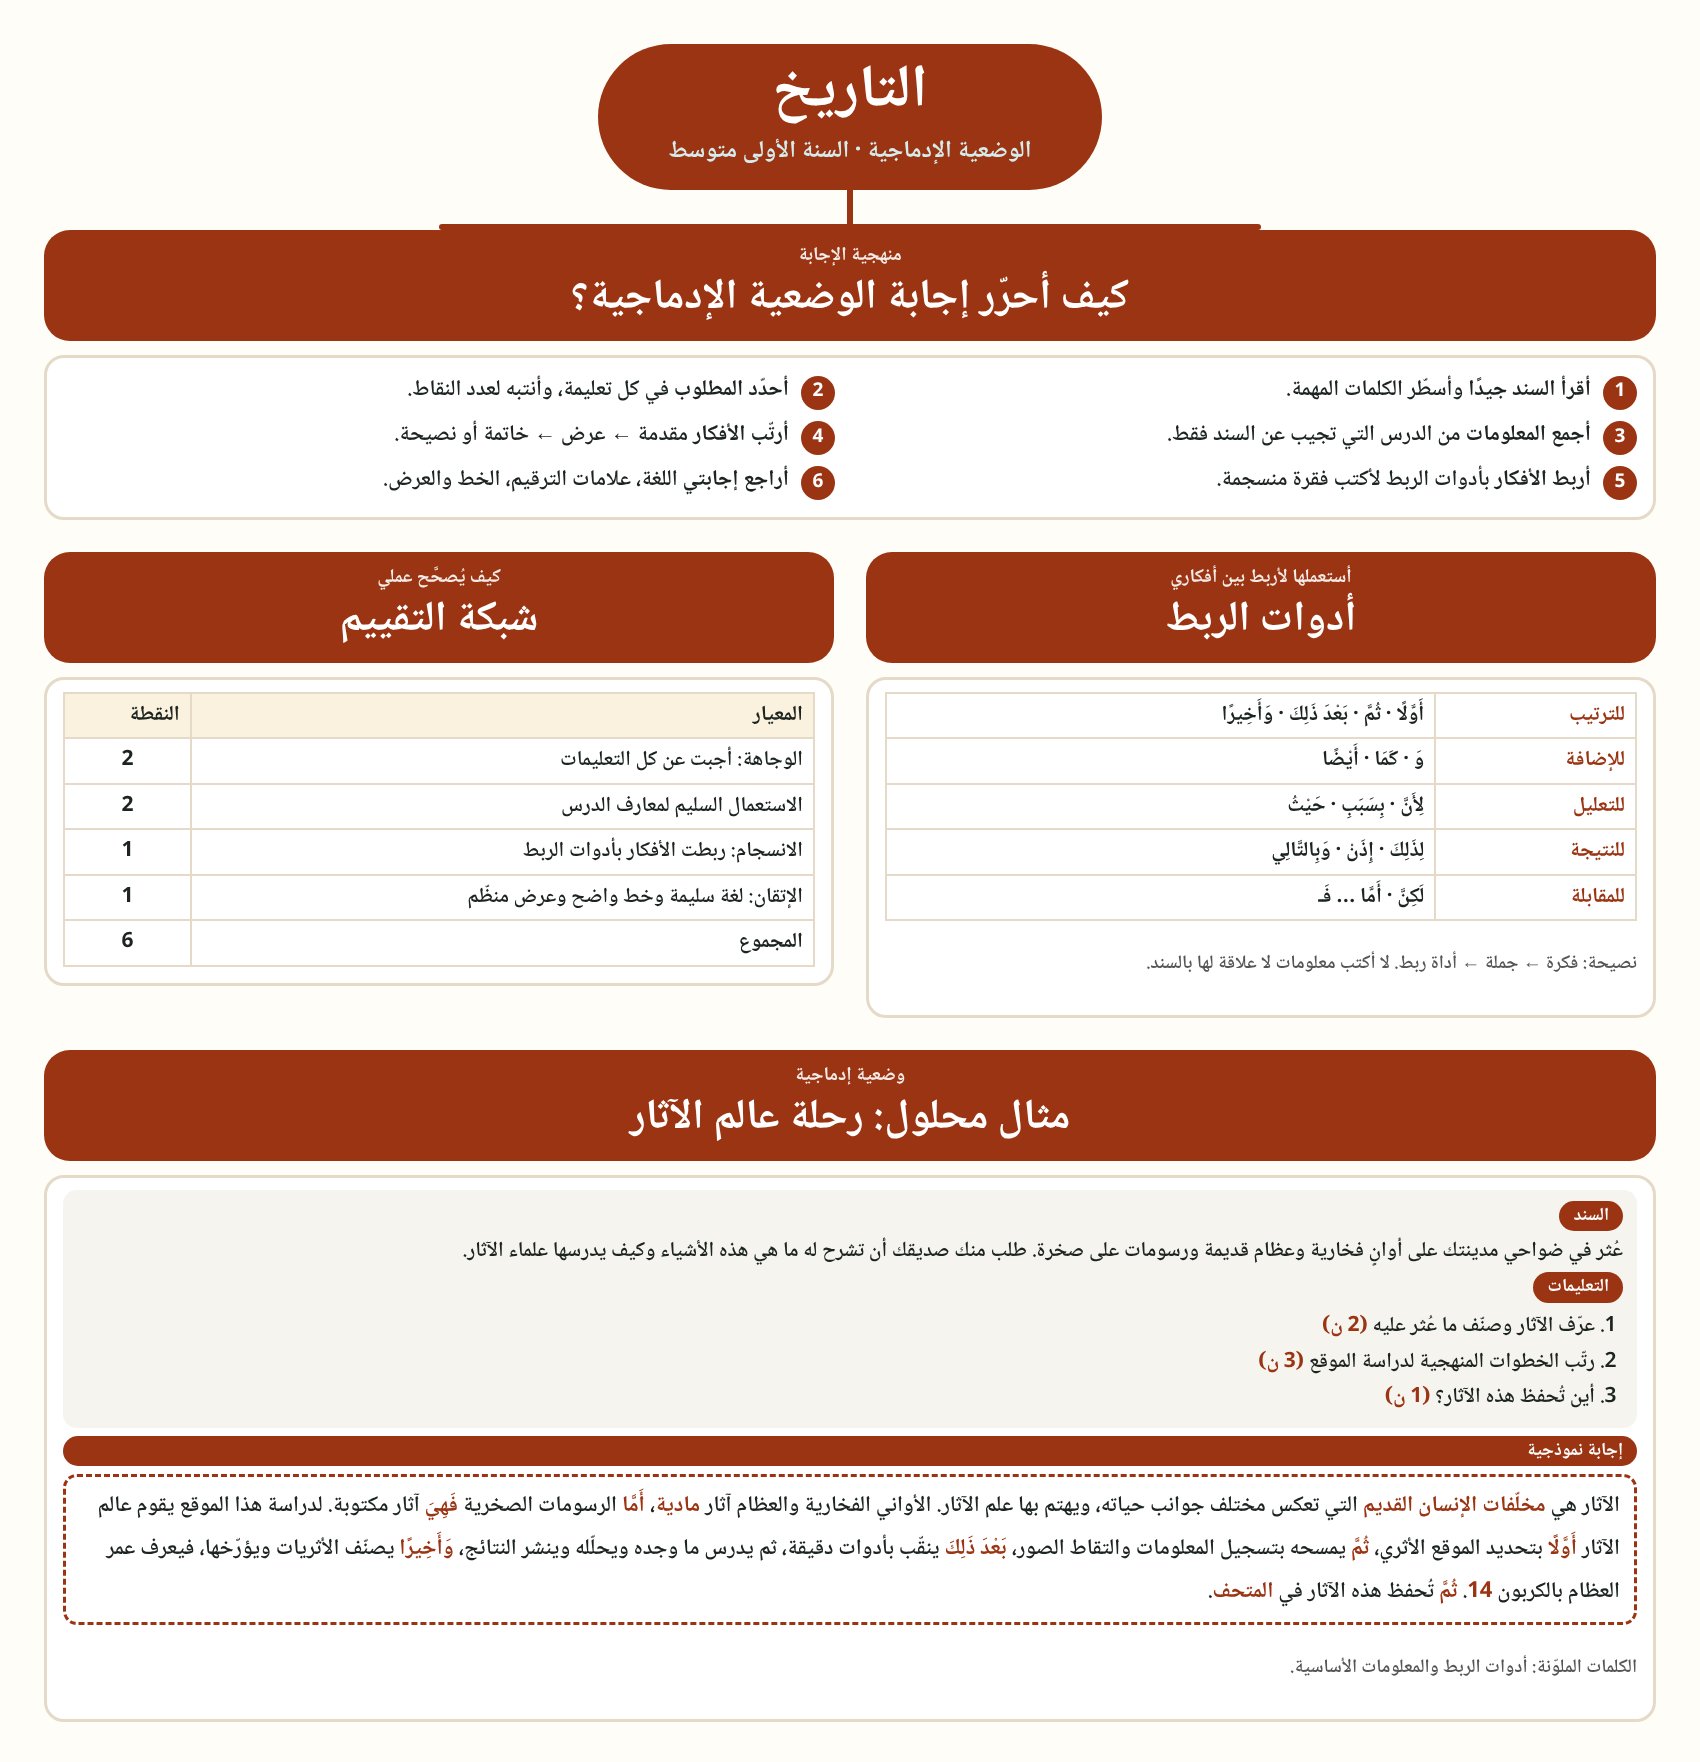 التاريخ
الوضعية الإدماجية · السنة الأولى متوسط
منهجية الإجابة
كيف أحرّر إجابة الوضعية الإدماجية؟
1 أقرأ السند جيدًا وأسطّر الكلمات المهمة.
2 أحدّد المطلوب في كل تعليمة، وأنتبه لعدد النقاط.
3 أجمع المعلومات من الدرس التي تجيب عن السند فقط.
4 أرتّب الأفكار مقدمة ← عرض ← خاتمة أو نصيحة.
5 أربط الأفكار بأدوات الربط لأكتب فقرة منسجمة.
6 أراجع إجابتي اللغة، علامات الترقيم، الخط والعرض.
أستعملها لأربط بين أفكاري
أدوات الربط
للترتيب أَوَّلًا · ثُمَّ · بَعْدَ ذَلِكَ · وَأَخِيرًا
للإضافة وَ · كَمَا · أَيْضًا
للتعليل لِأَنَّ · بِسَبَبِ · حَيْثُ
للنتيجة لِذَلِكَ · إِذَنْ · وَبِالتَّالِي
للمقابلة لَكِنَّ · أَمَّا ... فَـ
نصيحة: فكرة ← جملة ← أداة ربط. لا أكتب معلومات لا علاقة لها بالسند.
كيف يُصحَّح عملي
شبكة التقييم
المعيار النقطة
الوجاهة: أجبت عن كل التعليمات 2
الاستعمال السليم لمعارف الدرس 2
الانسجام: ربطت الأفكار بأدوات الربط 1
الإتقان: لغة سليمة وخط واضح وعرض منظّم 1
المجموع 6
وضعية إدماجية
مثال محلول: رحلة عالم الآثار
السند
عُثر في ضواحي مدينتك على أوانٍ فخارية وعظام قديمة ورسومات على صخرة. طلب منك صديقك أن تشرح له ما هي هذه الأشياء وكيف يدرسها علماء الآثار.
التعليمات
1. عرّف الآثار وصنّف ما عُثر عليه (2 ن)
2. رتّب الخطوات المنهجية لدراسة الموقع (3 ن)
3. أين تُحفظ هذه الآثار؟ (1 ن)
إجابة نموذجية
الآثار هي مخلّفات الإنسان القديم التي تعكس مختلف جوانب حياته، ويهتم بها علم الآثار. الأواني الفخارية والعظام آثار مادية، أَمَّا الرسومات الصخرية فَهِيَ آثار مكتوبة. لدراسة هذا الموقع يقوم عالم
الآثار أَوَّلًا بتحديد الموقع الأثري، ثُمَّ يمسحه بتسجيل المعلومات والتقاط الصور، بَعْدَ ذَلِكَ ينقّب بأدوات دقيقة، ثم يدرس ما وجده ويحلّله وينشر النتائج، وَأَخِيرًا يصنّف الأثريات ويؤرّخها، فيعرف عمر
العظام بالكربون 14. ثُمَّ تُحفظ هذه الآثار في المتحف.
الكلمات الملوّنة: أدوات الربط والمعلومات الأساسية.